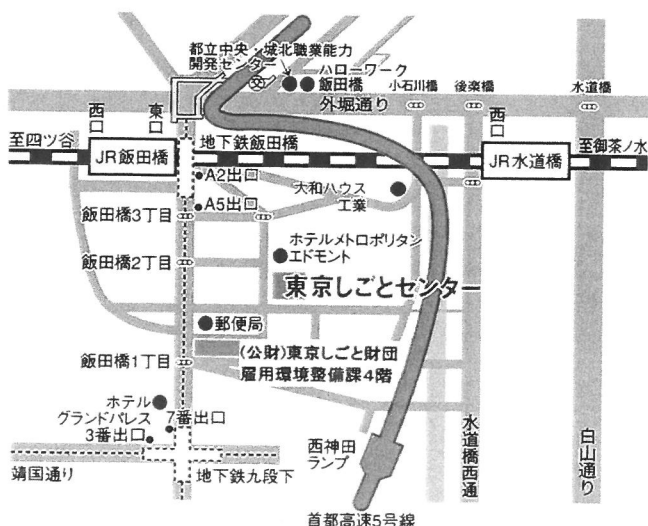 都立中央・城北職業能力
開発センター
ハローワーク
飯田橋
小石川橋
後楽橋
水道橋
外堀通り
西口
東口
西口
至四ツ谷
地下鉄飯田橋
至御茶ノ水
JR飯田橋
JR水道橋
A2出口
大和ハウス
工業
A5出口
飯田橋3丁目
ホテルメトロポリタン
エドモント
飯田橋2丁目
東京しごとセンター
郵便局
(公財)東京しごと財団
雇用環境整備課4階
飯田橋1丁目
ホテル
グランドパレス
7番出口
3番出口
西神田
ランプ
水道橋西通
白山通り
靖国通り
地下鉄九段下
首都高速5号線